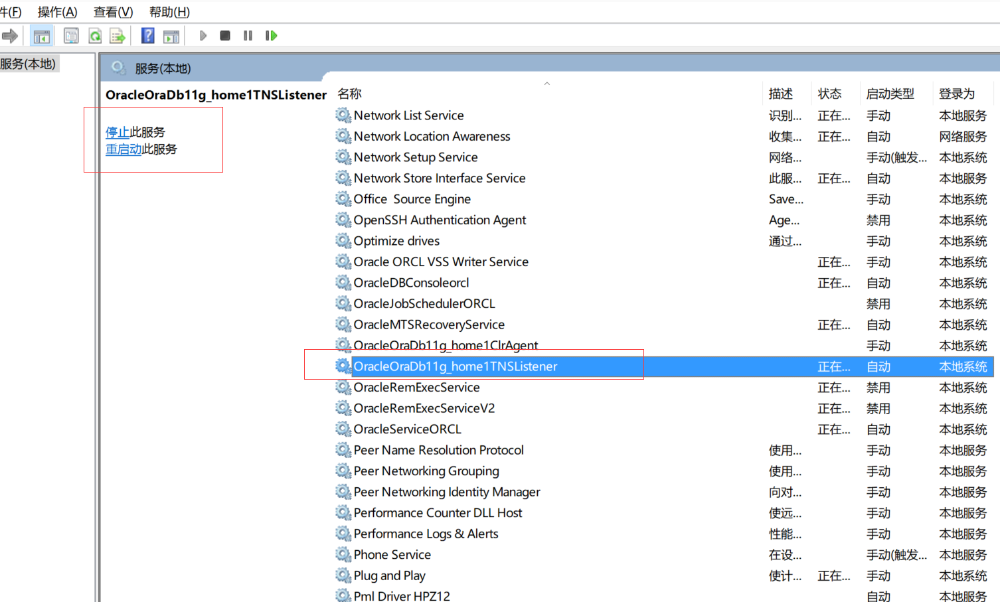 件(F) 操作(A) 查看(V) 帮助(H)
服务(本地)
服务(本地)
OracleOraDb11g_home1TNSListener
停止此服务
重启动此服务
名称 描述 状态 启动类型 登录为
Network List Service 识别... 正在... 手动 本地服务
Network Location Awareness 收集... 正在... 自动 网络服务
Network Setup Service 网络... 手动(触发... 本地系统
Network Store Interface Service 此服... 正在... 自动 本地服务
Office  Source Engine Save... 手动 本地系统
OpenSSH Authentication Agent Age... 禁用 本地系统
Optimize drives 通过... 手动 本地系统
Oracle ORCL VSS Writer Service 正在... 手动 本地系统
OracleDBConsoleorcl 正在... 自动 本地系统
OracleJobSchedulerORCL 禁用 本地系统
OracleMTSRecoveryService 正在... 自动 本地系统
OracleOraDb11g_home1ClrAgent 手动 本地系统
OracleOraDb11g_home1TNSListener 正在... 自动 本地系统
OracleRemExecService 正在... 禁用 本地系统
OracleRemExecServiceV2 正在... 禁用 本地系统
OracleServiceORCL 正在... 自动 本地系统
Peer Name Resolution Protocol 使用... 手动 本地服务
Peer Networking Grouping 使用... 手动 本地服务
Peer Networking Identity Manager 向对... 手动 本地服务
Performance Counter DLL Host 使远... 手动 本地服务
Performance Logs & Alerts 性能... 手动 本地服务
Phone Service 在设... 手动(触发... 本地服务
Plug and Play 使计... 正在... 手动 本地系统
Pml Driver HPZ12 自动 本地服务